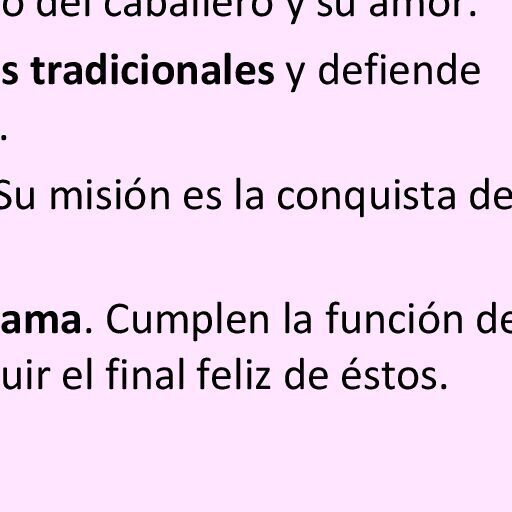 o del caballero y su amor.
s tradicionales y defiende
.
Su misión es la conquista de
ama. Cumplen la función de
uir el final feliz de éstos.